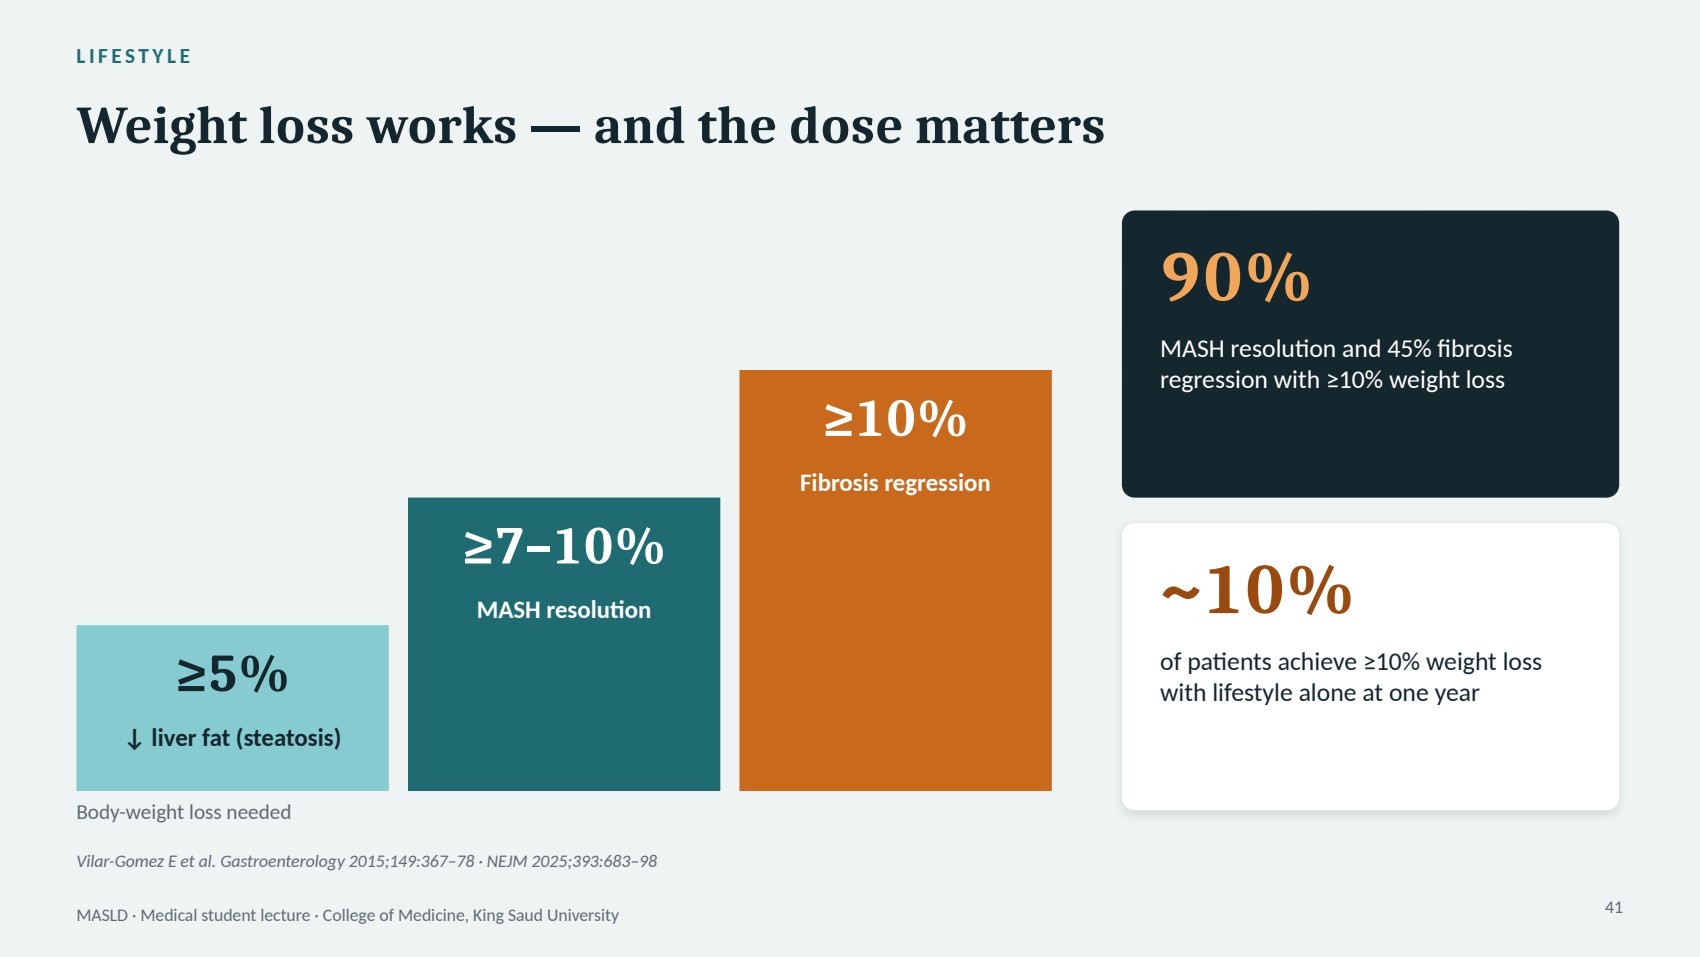 LIFESTYLE
Weight loss works — and the dose matters
≥5%
↓ liver fat (steatosis)
≥7–10%
MASH resolution
≥10%
Fibrosis regression
Body-weight loss needed
90%
MASH resolution and 45% fibrosis
regression with ≥10% weight loss
~10%
of patients achieve ≥10% weight loss
with lifestyle alone at one year
Vilar-Gomez E et al. Gastroenterology 2015;149:367–78 · NEJM 2025;393:683–98
MASLD · Medical student lecture · College of Medicine, King Saud University
41